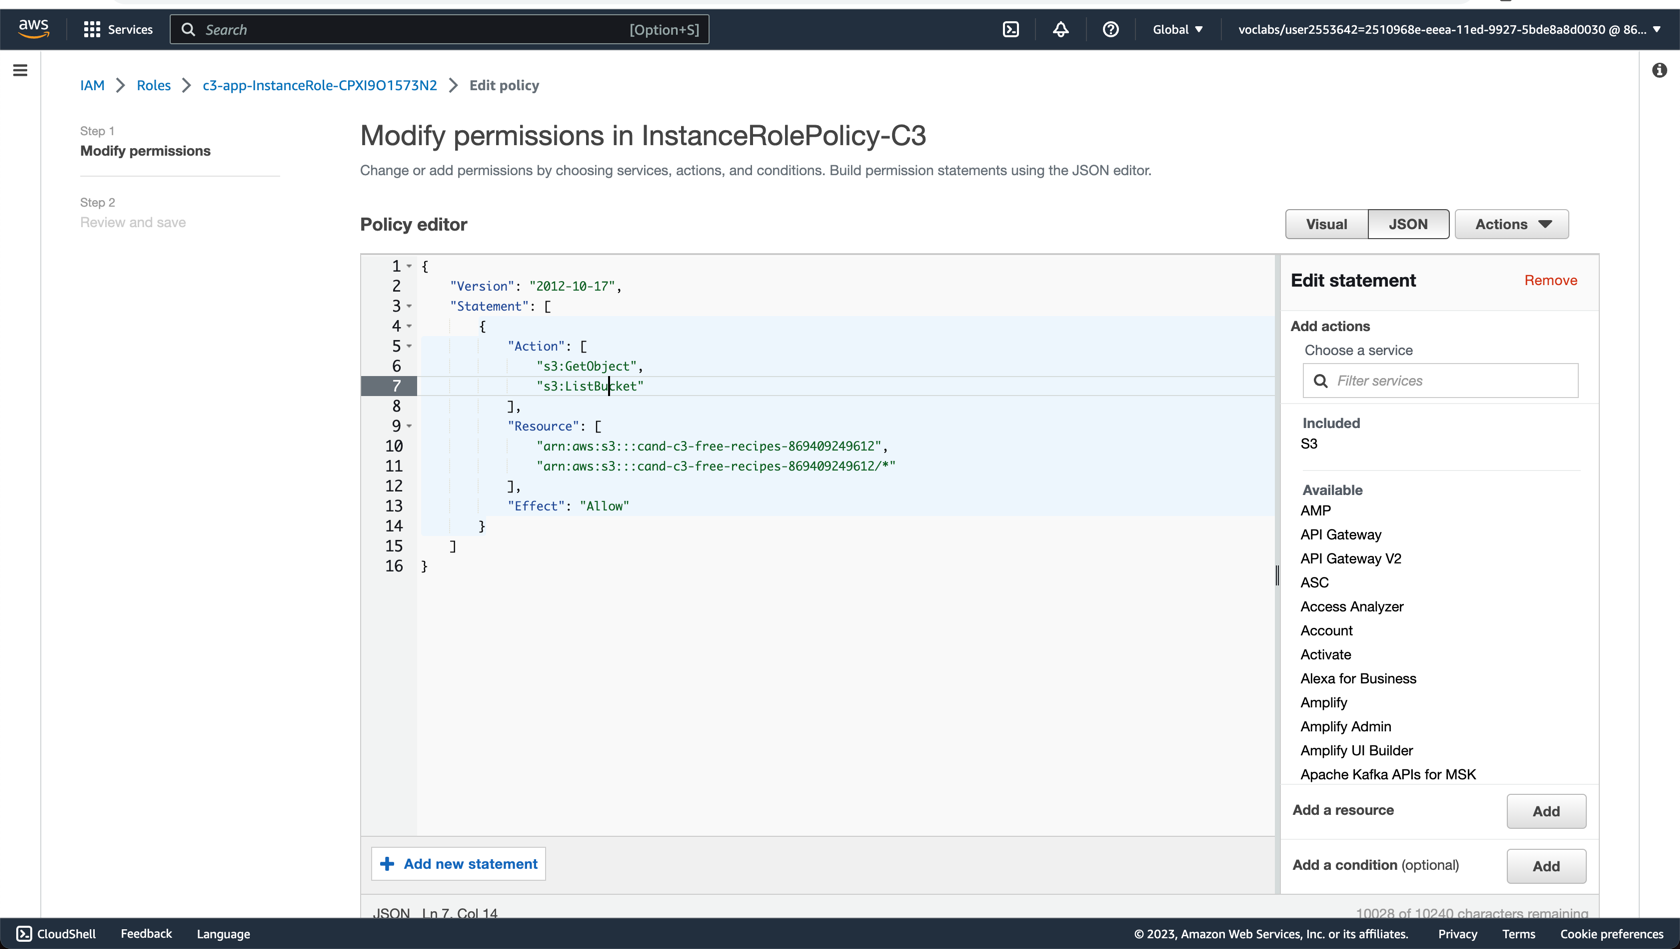 aws
Services
Search
[Option+S]
Global
voclabs/user2553642=2510968e-eeea-11ed-9927-5bde8a8d0030 @ 86...
IAM
Roles
c3-app-InstanceRole-CPXI9O1573N2
Edit policy
Step 1
Modify permissions
Step 2
Review and save
Modify permissions in InstanceRolePolicy-C3
Change or add permissions by choosing services, actions, and conditions. Build permission statements using the JSON editor.
Policy editor
Visual
JSON
Actions
1 {
2 "Version": "2012-10-17",
3 "Statement": [
4 {
5 "Action": [
6 "s3:GetObject",
7 "s3:ListBucket"
8 ],
9 "Resource": [
10 "arn:aws:s3:::cand-c3-free-recipes-869409249612",
11 "arn:aws:s3:::cand-c3-free-recipes-869409249612/*"
12 ],
13 "Effect": "Allow"
14 }
15 ]
16 }
+ Add new statement
JSON Ln 7, Col 14
Edit statement
Remove
Add actions
Choose a service
Filter services
Included
S3
Available
AMP
API Gateway
API Gateway V2
ASC
Access Analyzer
Account
Activate
Alexa for Business
Amplify
Amplify Admin
Amplify UI Builder
Apache Kafka APIs for MSK
Add a resource
Add
Add a condition (optional)
Add
10028 of 10240 characters remaining
CloudShell
Feedback
Language
© 2023, Amazon Web Services, Inc. or its affiliates.
Privacy
Terms
Cookie preferences